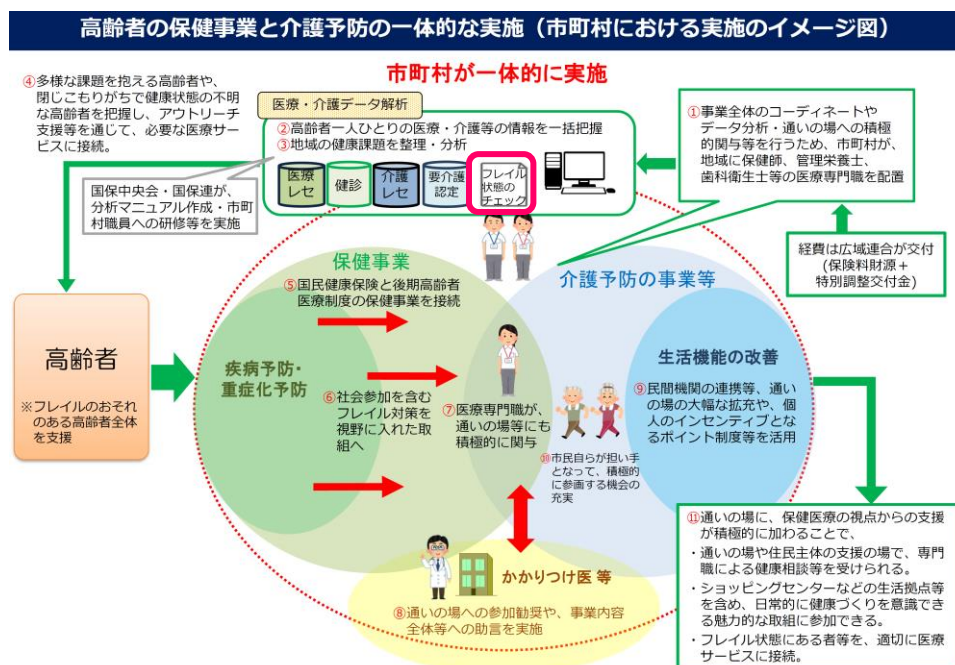 高齢者の保健事業と介護予防の一体的な実施（市町村における実施のイメージ図）
市町村が一体的に実施
④多様な課題を抱える高齢者や、
閉じこもりがちで健康状態の不明
な高齢者を把握し、アウトリーチ
支援等を通じて、必要な医療サー
ビスに接続。
医療・介護データ解析
②高齢者一人ひとりの医療・介護等の情報を一括把握
③地域の健康課題を整理・分析
医療
レセ
健診
介護
レセ
要介護
認定
フレイル
状態の
チェック
①事業全体のコーディネートや
データ分析・通いの場への積極
的関与等を行うため、市町村が、
地域に保健師、管理栄養士、
歯科衛生士等の医療専門職を配置
国保中央会・国保連が、
分析マニュアル作成・市町
村職員への研修等を実施
経費は広域連合が交付
(保険料財源＋
特別調整交付金)
保健事業
⑤国民健康保険と後期高齢者
医療制度の保健事業を接続
介護予防の事業等
高齢者
※フレイルのおそれ
のある高齢者全体
を支援
疾病予防・
重症化予防
⑥社会参加を含む
フレイル対策を
視野に入れた取
組へ
⑦医療専門職が、
通いの場等にも
積極的に関与
生活機能の改善
⑨民間機関の連携等、通い
の場の大幅な拡充や、個
人のインセンティブとな
るポイント制度等を活用
⑩市民自らが担い手
となって、積極的
に参画する機会の
充実
かかりつけ医 等
⑧通いの場への参加勧奨や、事業内容
全体等への助言を実施
⑪通いの場に、保健医療の視点からの支援
が積極的に加わることで、
・通いの場や住民主体の支援の場で、専門
職による健康相談等を受けられる。
・ショッピングセンターなどの生活拠点等
を含め、日常的に健康づくりを意識でき
る魅力的な取組に参加できる。
・フレイル状態にある者等を、適切に医療
サービスに接続。